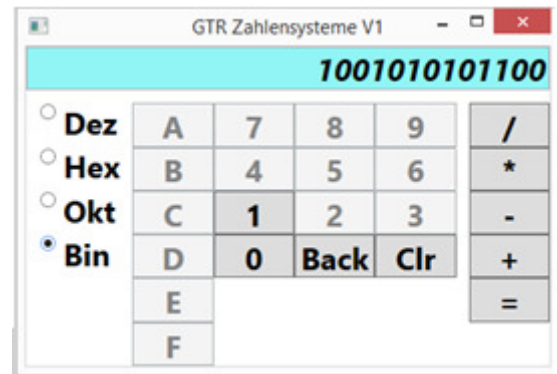 GTR Zahlensysteme V1
1001010101100
Dez A 7 8 9 /
Hex B 4 5 6 *
Okt C 1 2 3 -
Bin D 0 Back Clr +
E =
F